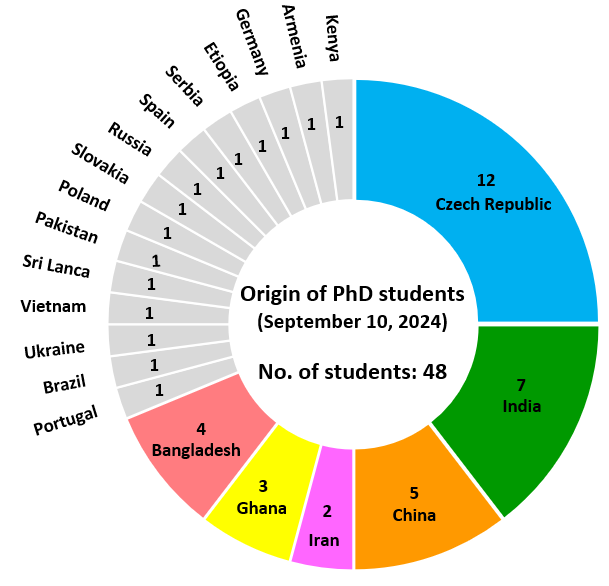 Origin of PhD students
(September 10, 2024)
No. of students: 48
12
Czech Republic
7
India
5
China
2
Iran
3
Ghana
4
Bangladesh
1
Portugal
1
Brazil
1
Ukraine
1
Vietnam
1
Sri Lanca
1
Pakistan
1
Poland
1
Slovakia
1
Russia
1
Spain
1
Serbia
1
Etiopia
1
Germany
1
Armenia
1
Kenya